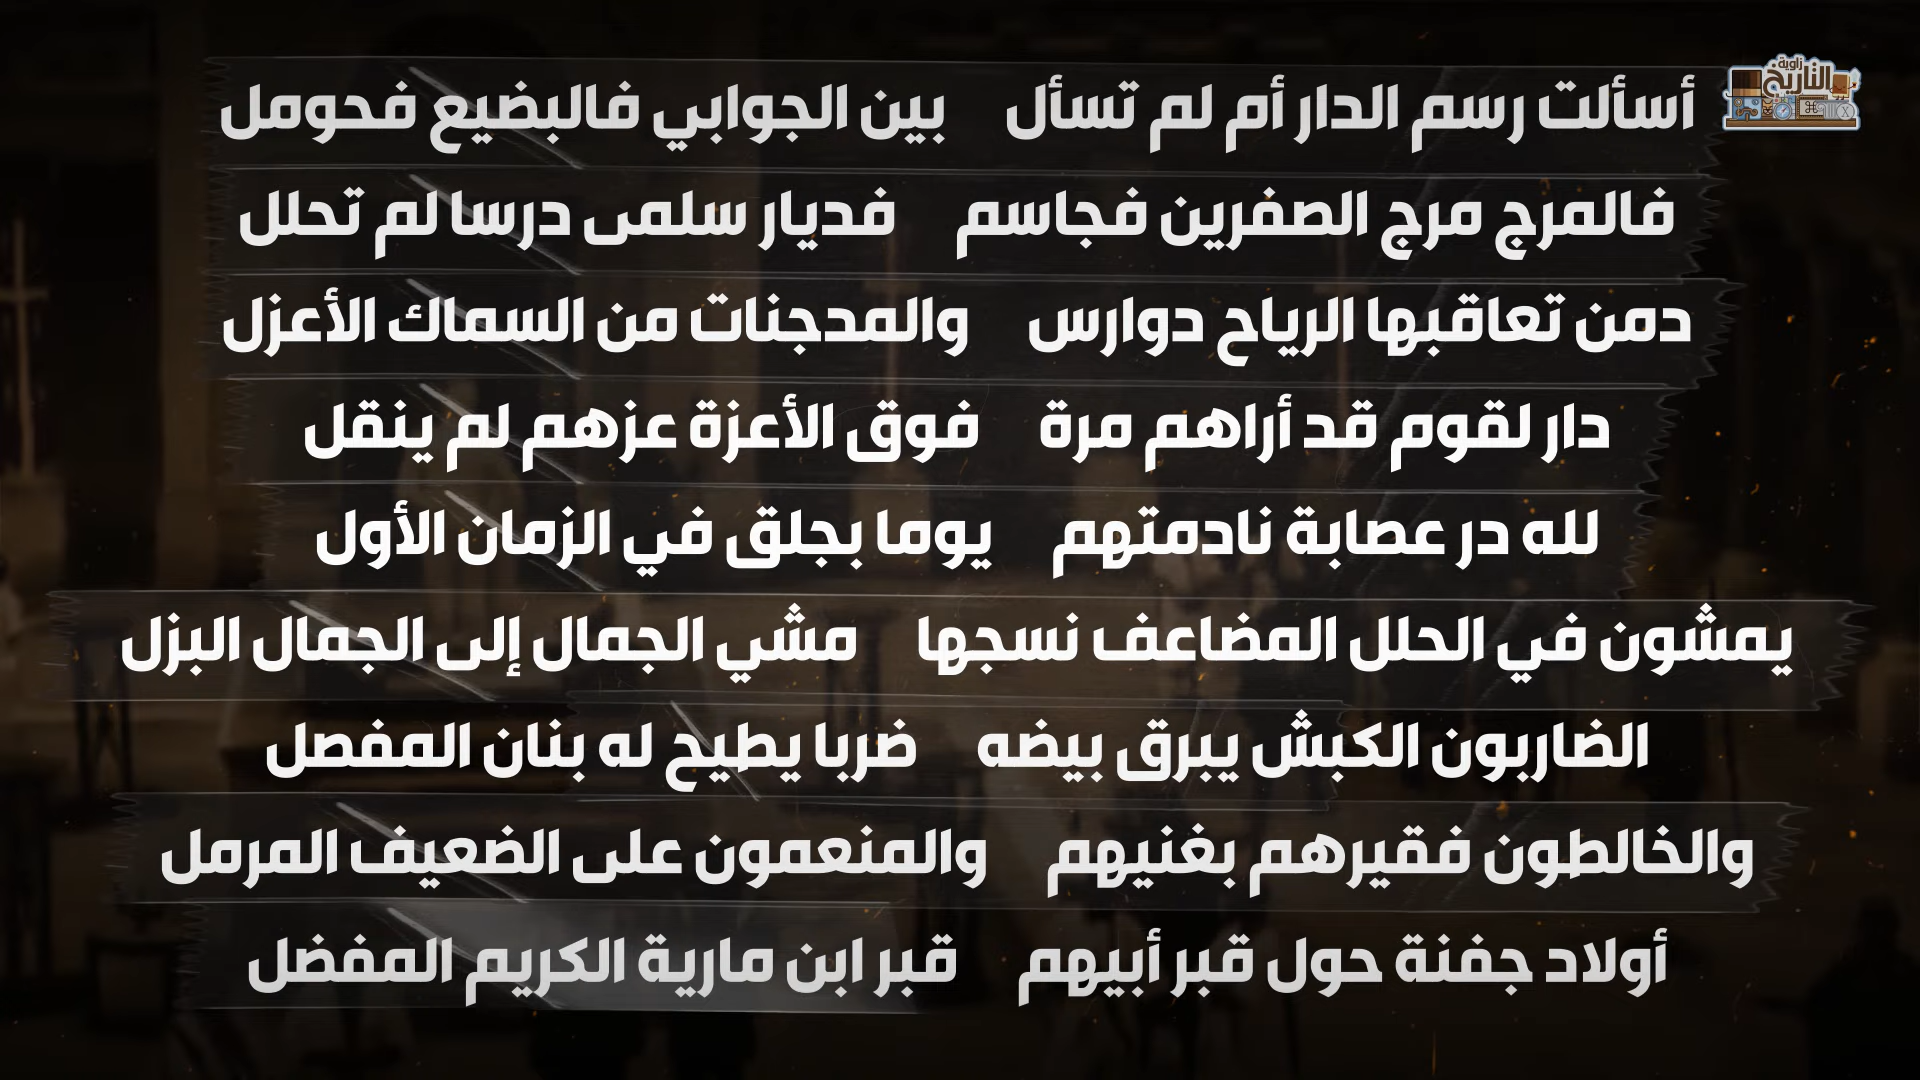 زاوية التاريخ
أسألت رسم الدار أم لم تسأل بين الجوابي فالبضيع فحومل
فالمرج مرج الصفرين فجاسم فديار سلمى درسا لم تحلل
دمن تعاقبها الرياح دوارس والمدجنات من السماك الأعزل
دار لقوم قد أراهم مرة فوق الأعزة عزهم لم ينقل
لله در عصابة نادمتهم يوما بجلق في الزمان الأول
يمشون في الحلل المضاعف نسجها مشي الجمال إلى الجمال البزل
الضاربون الكبش يبرق بيضه ضربا يطيح له بنان المفصل
والخالطون فقيرهم بغنيهم والمنعمون على الضعيف المرمل
أولاد جفنة حول قبر أبيهم قبر ابن مارية الكريم المفضل